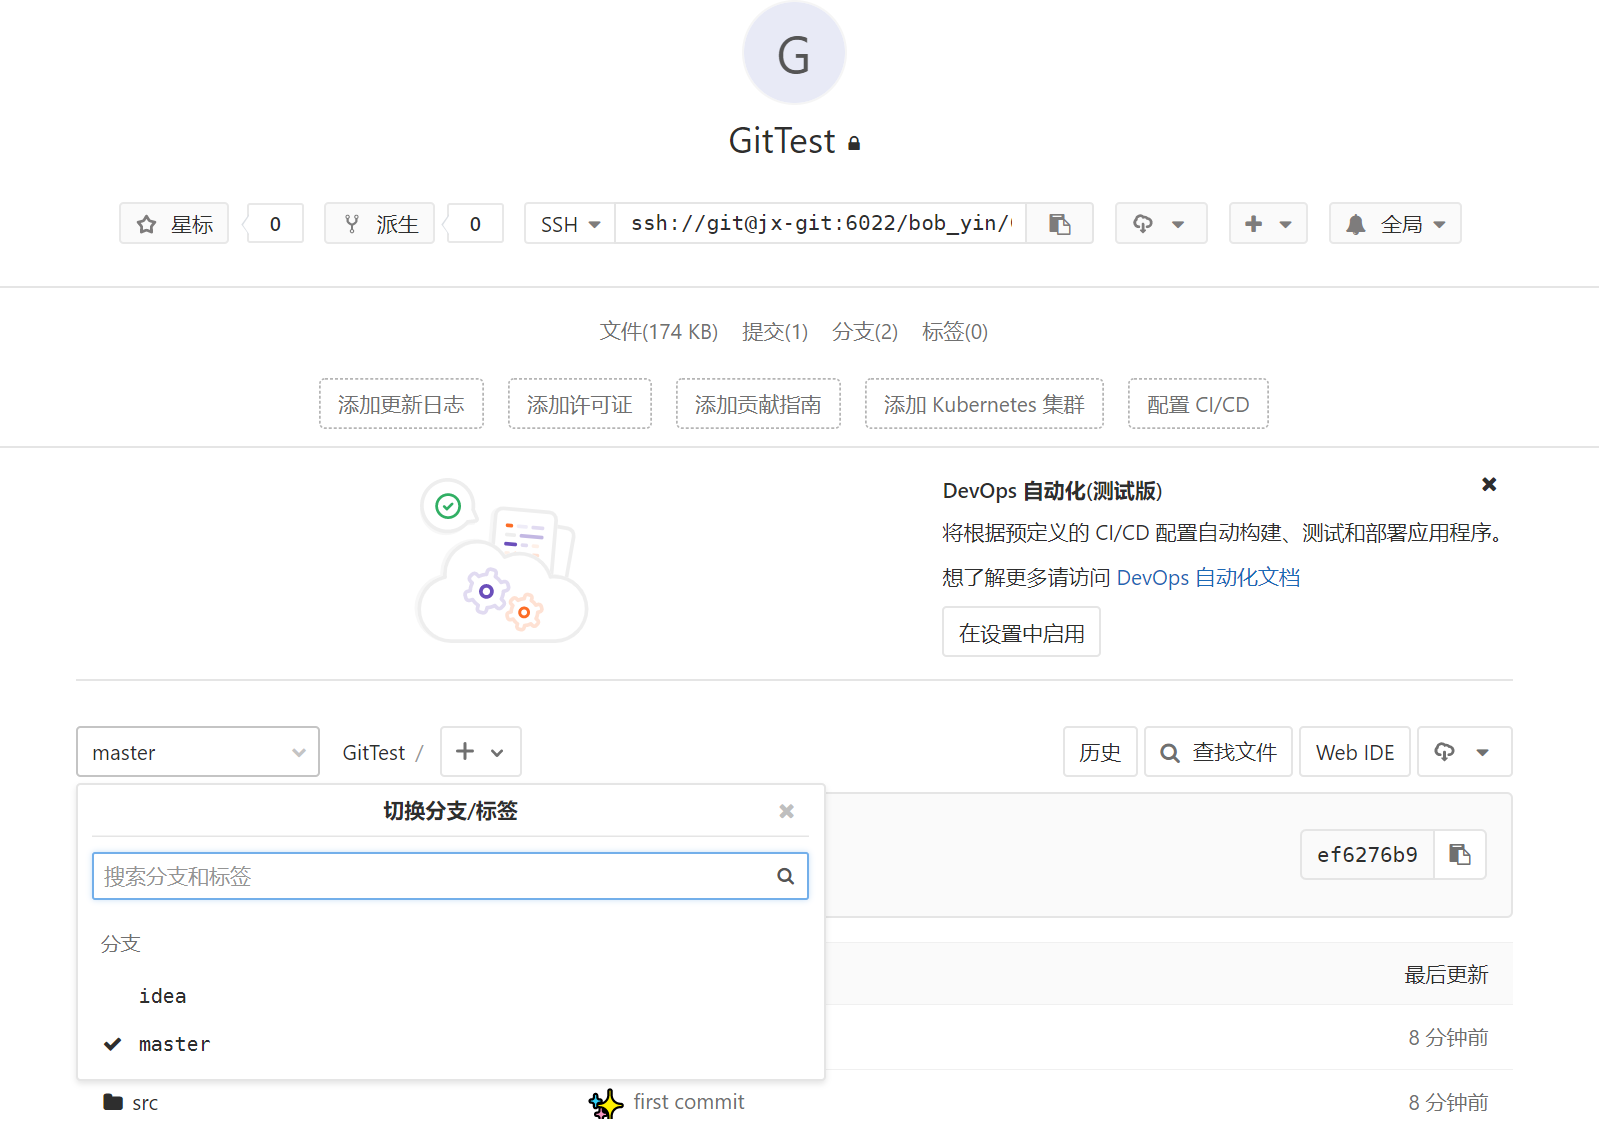 G
GitTest
星标 0 派生 0 SSH ssh://git@jx-git:6022/bob_yin/ 全局
文件(174 KB) 提交(1) 分支(2) 标签(0)
添加更新日志 添加许可证 添加贡献指南 添加 Kubernetes 集群 配置 CI/CD
DevOps 自动化(测试版)
将根据预定义的 CI/CD 配置自动构建、测试和部署应用程序。
想了解更多请访问 DevOps 自动化文档
在设置中启用
master GitTest / 历史 查找文件 Web IDE
切换分支/标签
ef6276b9
搜索分支和标签
分支
最后更新
idea
8 分钟前
master
src first commit 8 分钟前